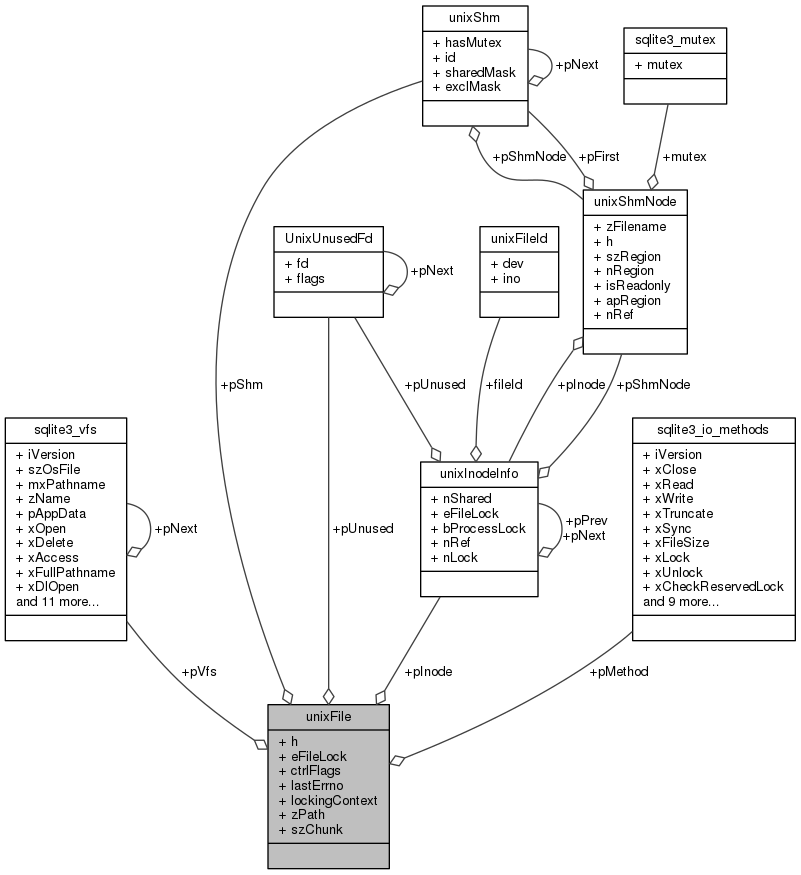 unixShm
+ hasMutex
+ id
+ sharedMask
+ exclMask
+pNext
sqlite3_mutex
+ mutex
+pShmNode
+pFirst
+mutex
unixShmNode
+ zFilename
+ h
+ szRegion
+ nRegion
+ isReadonly
+ apRegion
+ nRef
UnixUnusedFd
+ fd
+ flags
+pNext
unixFileId
+ dev
+ ino
+pShm
+pUnused
+fileId
+pInode
+pShmNode
sqlite3_vfs
+ iVersion
+ szOsFile
+ mxPathname
+ zName
+ pAppData
+ xOpen
+ xDelete
+ xAccess
+ xFullPathname
+ xDlOpen
and 11 more...
+pNext
+pUnused
unixInodeInfo
+ nShared
+ eFileLock
+ bProcessLock
+ nRef
+ nLock
+pPrev
+pNext
sqlite3_io_methods
+ iVersion
+ xClose
+ xRead
+ xWrite
+ xTruncate
+ xSync
+ xFileSize
+ xLock
+ xUnlock
+ xCheckReservedLock
and 9 more...
+pVfs
+pInode
+pMethod
unixFile
+ h
+ eFileLock
+ ctrlFlags
+ lastErrno
+ lockingContext
+ zPath
+ szChunk